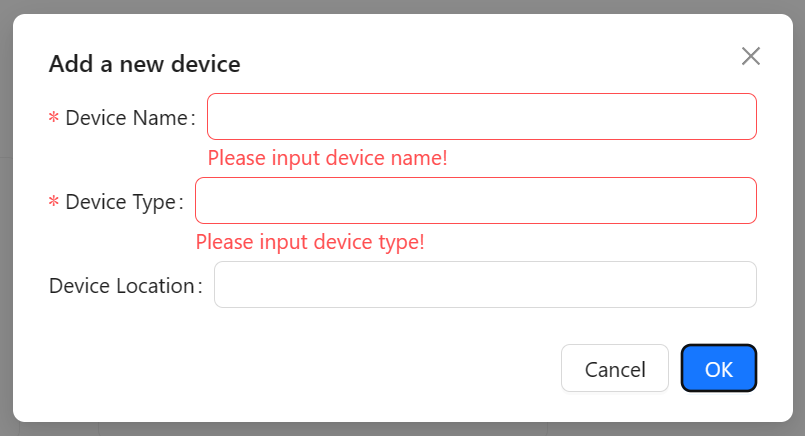 Add a new device
* Device Name:
Please input device name!
* Device Type:
Please input device type!
Device Location:
Cancel OK